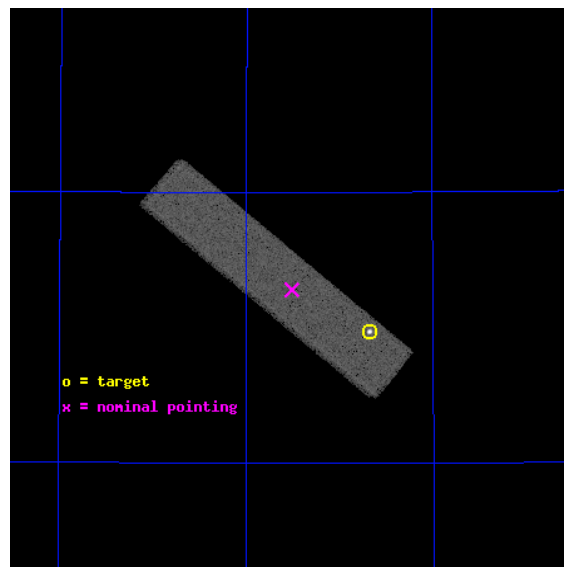 o = target
x = nominal pointing